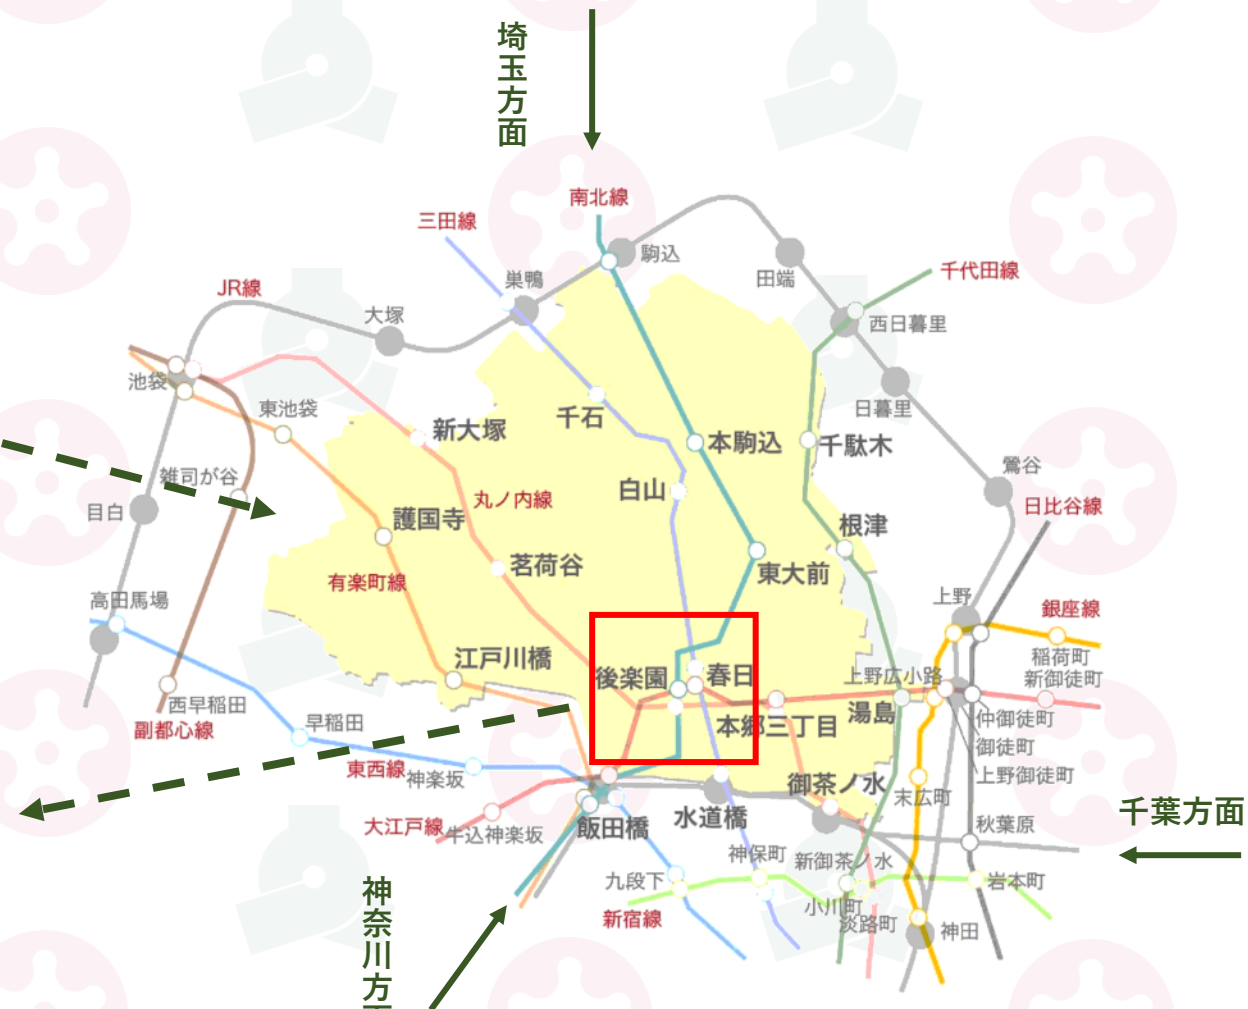 埼玉方面
南北線
三田線
駒込
田端
千代田線
巣鴨
JR線
大塚
西日暮里
池袋
東池袋
新大塚
千石
本駒込
千駄木
日暮里
雑司が谷
目白
護国寺
丸ノ内線
白山
根津
鶯谷
日比谷線
茗荷谷
東大前
有楽町線
高田馬場
上野
銀座線
江戸川橋
後楽園
春日
上野広小路
稲荷町
新御徒町
西早稲田
副都心線
早稲田
本郷三丁目
湯島
仲御徒町
御徒町
上野御徒町
東西線
神楽坂
御茶ノ水
末広町
千葉方面
大江戸線
牛込神楽坂
飯田橋
水道橋
秋葉原
神保町
新御茶ノ水
九段下
岩本町
新宿線
小川町
淡路町
神田
神奈川方面